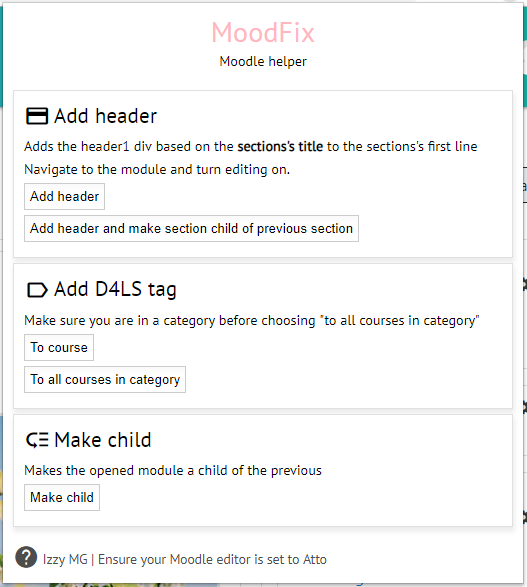 MoodFix
Moodle helper
Add header
Adds the header1 div based on the sections's title to the sections's first line
Navigate to the module and turn editing on.
Add header
Add header and make section child of previous section
Add D4LS tag
Make sure you are in a category before choosing "to all courses in category"
To course
To all courses in category
Make child
Makes the opened module a child of the previous
Make child
? Izzy MG | Ensure your Moodle editor is set to Atto